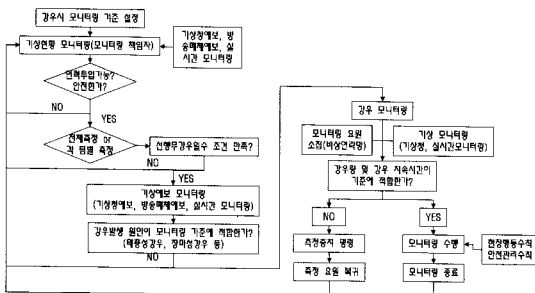 강우시 모니터링 기준 설정
기상현황 모니터링(모니터링 책임자)
기상청예보, 방
송매체예보, 실
시간 모니터링
인력투입가능?
안전한가?
NO
YES
전체측정 or
각 팀별 측정
선행무강우일수 조건 만족?
NO
YES
기상예보 모니터링
(기상청예보, 방송매체예보, 실시간 모니터링)
강우발생 원인이 모니터링 기준에 적합한가?
(태풍성강우, 장마성강우 등)
NO
YES
강우 모니터링
모니터링 요원
소집(비상연락망)
기상 모니터링
(기상청, 실시간모니터링)
강우량 및 강우 지속시간이
기준에 적합한가?
NO
YES
측정중지 명령
모니터링 수행
현장행동수칙
안전관리수칙
측정 요원 복귀
모니터링 종료